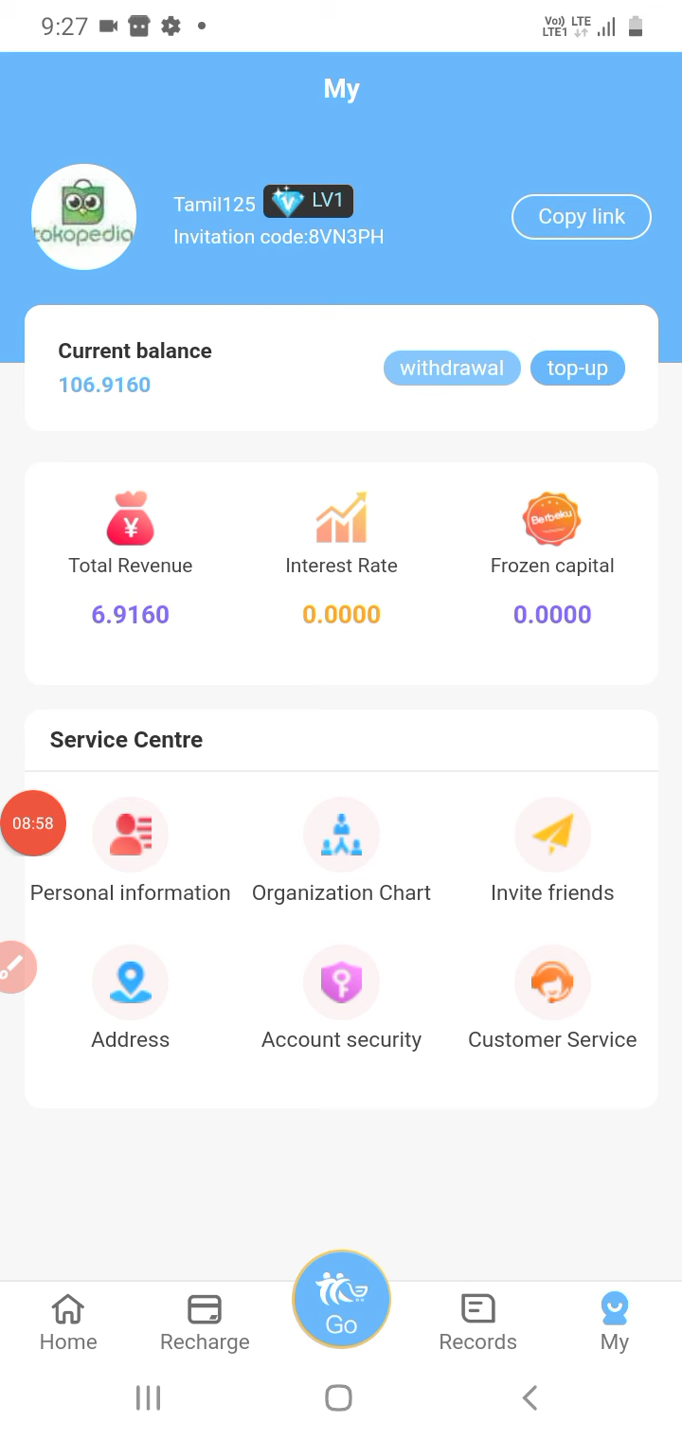 9:27
Vo) LTE
LTE1
My
tokopedia
Tamil125
LV1
Invitation code:8VN3PH
Copy link
Current balance
106.9160
withdrawal
top-up
¥
Berbeku
Total Revenue
Interest Rate
Frozen capital
6.9160
0.0000
0.0000
Service Centre
08:58
Personal information
Organization Chart
Invite friends
Address
Account security
Customer Service
Go
Home
Recharge
Records
My